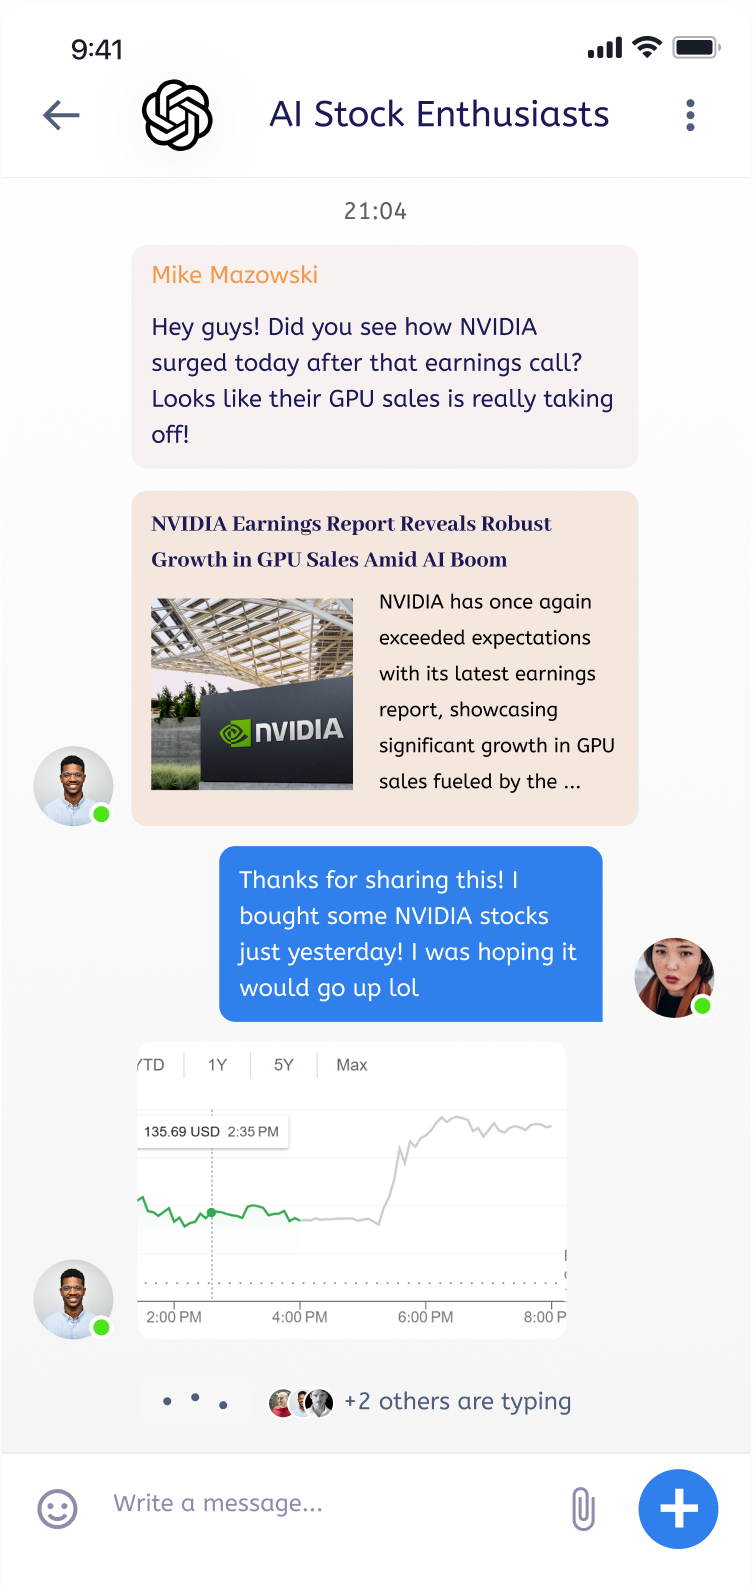 9:41
AI Stock Enthusiasts
21:04
Mike Mazowski
Hey guys! Did you see how NVIDIA
surged today after that earnings call?
Looks like their GPU sales is really taking
off!
NVIDIA Earnings Report Reveals Robust
Growth in GPU Sales Amid AI Boom
NVIDIA has once again
exceeded expectations
with its latest earnings
report, showcasing
significant growth in GPU
sales fueled by the ...
NVIDIA
Thanks for sharing this! I
bought some NVIDIA stocks
just yesterday! I was hoping it
would go up lol
YTD 1Y 5Y Max
135.69 USD 2:35 PM
2:00 PM 4:00 PM 6:00 PM 8:00 P
+2 others are typing
Write a message...